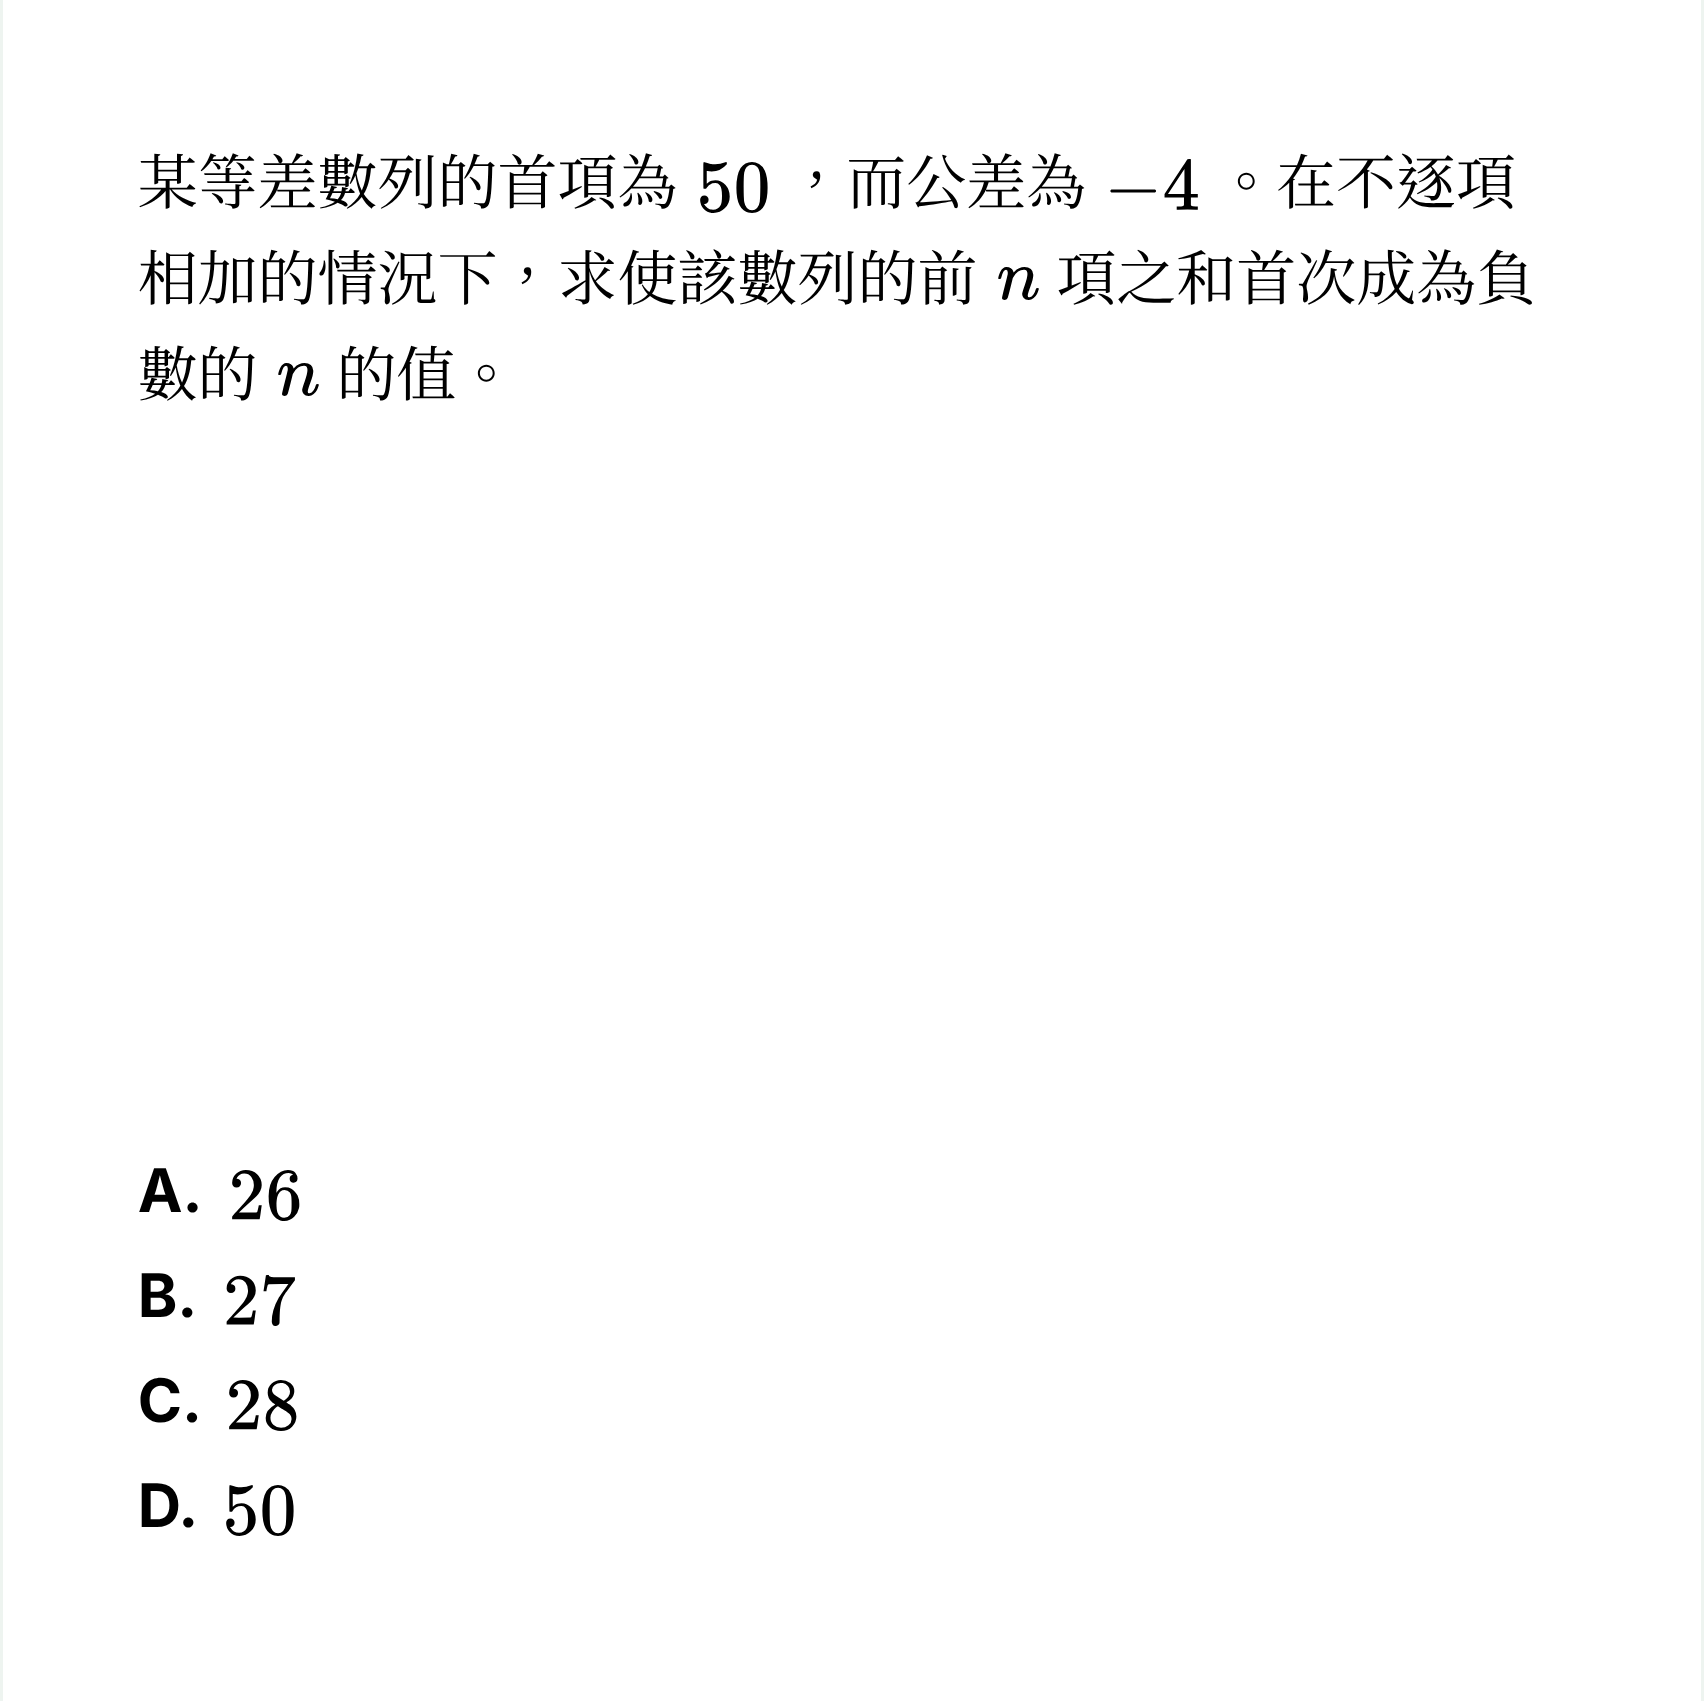 某等差數列的首項為 50 ，而公差為 −4 。在不逐項
相加的情況下，求使該數列的前 n 項之和首次成為負
數的 n 的值。
A. 26
B. 27
C. 28
D. 50